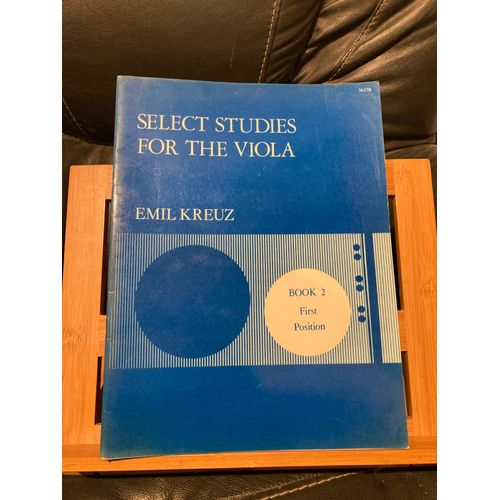 SELECT STUDIES
FOR THE VIOLA
EMIL KREUZ
BOOK 2
First
Position